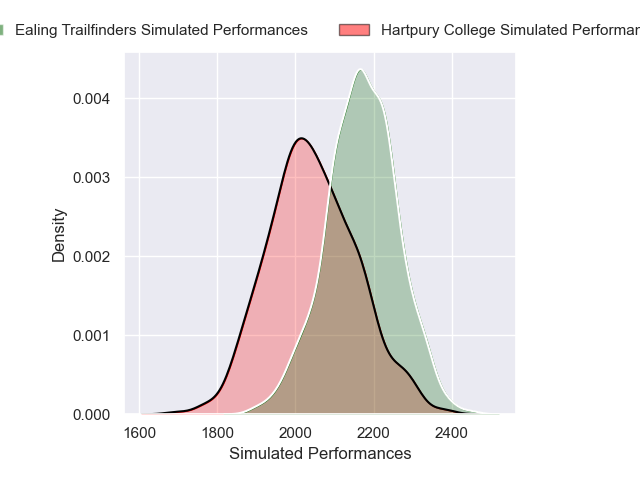 Ealing Trailfinders Simulated Performances
Hartpury College Simulated Performar
0.004
0.003
0.002
0.001
0.000
Density
1600 1800 2000 2200 2400
Simulated Performances